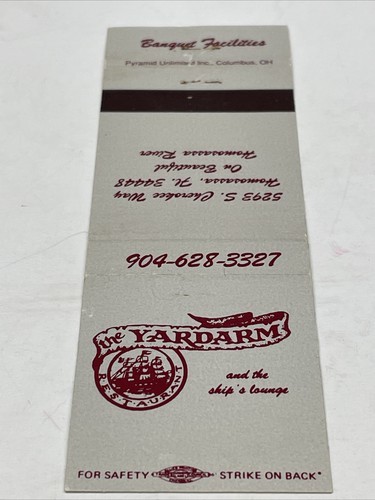 Banquet Facilities
Pyramid Unlimited Inc., Columbus, OH
5293 S. Cherokee Way
Homosassa, Fl. 34448
On Beautiful
Homosassa River
904-628-3327
the YARDARM
RESTAURANT
and the
ship's lounge
FOR SAFETY STRIKE ON BACK